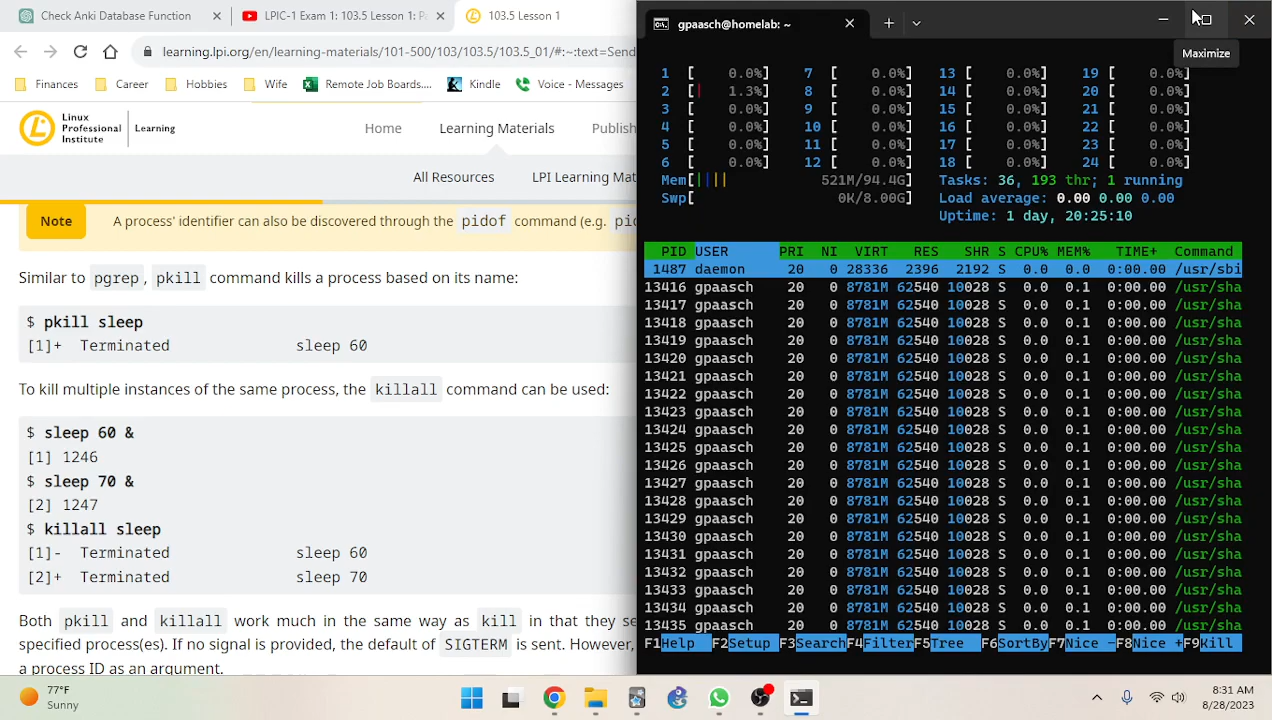 Check Anki Database Function
LPIC-1 Exam 1: 103.5 Lesson 1: P
103.5 Lesson 1
learning.lpi.org/en/learning-materials/101-500/103/103.5/103.5_01/#:~:text=Send
Finances
Career
Hobbies
Wife
Remote Job Boards....
Kindle
Voice - Messages
Linux
Professional
Institute
Learning
Home
Learning Materials
Publish
All Resources
LPI Learning Mat
Note
A process' identifier can also be discovered through the pidof command (e.g. pid
Similar to pgrep, pkill command kills a process based on its name:
$ pkill sleep
[1]+ Terminated sleep 60
To kill multiple instances of the same process, the killall command can be used:
$ sleep 60 &
[1] 1246
$ sleep 70 &
[2] 1247
$ killall sleep
[1]- Terminated sleep 60
[2]+ Terminated sleep 70
Both pkill and killall work much in the same way as kill in that they se
specified process(es). If no signal is provided, the default of SIGTERM is sent. However,
a process ID as an argument.
gpaasch@homelab: ~
Maximize
1 [ 0.0%] 7 [ 0.0%] 13 [ 0.0%] 19 [ 0.0%]
2 [| 1.3%] 8 [ 0.0%] 14 [ 0.0%] 20 [ 0.0%]
3 [ 0.0%] 9 [ 0.0%] 15 [ 0.0%] 21 [ 0.0%]
4 [ 0.0%] 10 [ 0.0%] 16 [ 0.0%] 22 [ 0.0%]
5 [ 0.0%] 11 [ 0.0%] 17 [ 0.0%] 23 [ 0.0%]
6 [ 0.0%] 12 [ 0.0%] 18 [ 0.0%] 24 [ 0.0%]
Mem[|||| 521M/94.4G] Tasks: 36, 193 thr; 1 running
Swp[ 0K/8.00G] Load average: 0.00 0.00 0.00
Uptime: 1 day, 20:25:10
PID USER PRI NI VIRT RES SHR S CPU% MEM% TIME+ Command
1487 daemon 20 0 28336 2396 2192 S 0.0 0.0 0:00.00 /usr/sbi
13416 gpaasch 20 0 8781M 62540 10028 S 0.0 0.1 0:00.00 /usr/sha
13417 gpaasch 20 0 8781M 62540 10028 S 0.0 0.1 0:00.00 /usr/sha
13418 gpaasch 20 0 8781M 62540 10028 S 0.0 0.1 0:00.00 /usr/sha
13419 gpaasch 20 0 8781M 62540 10028 S 0.0 0.1 0:00.00 /usr/sha
13420 gpaasch 20 0 8781M 62540 10028 S 0.0 0.1 0:00.00 /usr/sha
13421 gpaasch 20 0 8781M 62540 10028 S 0.0 0.1 0:00.00 /usr/sha
13422 gpaasch 20 0 8781M 62540 10028 S 0.0 0.1 0:00.00 /usr/sha
13423 gpaasch 20 0 8781M 62540 10028 S 0.0 0.1 0:00.00 /usr/sha
13424 gpaasch 20 0 8781M 62540 10028 S 0.0 0.1 0:00.00 /usr/sha
13425 gpaasch 20 0 8781M 62540 10028 S 0.0 0.1 0:00.00 /usr/sha
13426 gpaasch 20 0 8781M 62540 10028 S 0.0 0.1 0:00.00 /usr/sha
13427 gpaasch 20 0 8781M 62540 10028 S 0.0 0.1 0:00.00 /usr/sha
13428 gpaasch 20 0 8781M 62540 10028 S 0.0 0.1 0:00.00 /usr/sha
13429 gpaasch 20 0 8781M 62540 10028 S 0.0 0.1 0:00.00 /usr/sha
13430 gpaasch 20 0 8781M 62540 10028 S 0.0 0.1 0:00.00 /usr/sha
13431 gpaasch 20 0 8781M 62540 10028 S 0.0 0.1 0:00.00 /usr/sha
13432 gpaasch 20 0 8781M 62540 10028 S 0.0 0.1 0:00.00 /usr/sha
13433 gpaasch 20 0 8781M 62540 10028 S 0.0 0.1 0:00.00 /usr/sha
13434 gpaasch 20 0 8781M 62540 10028 S 0.0 0.1 0:00.00 /usr/sha
13435 gpaasch 20 0 8781M 62540 10028 S 0.0 0.1 0:00.00 /usr/sha
F1Help F2Setup F3SearchF4FilterF5Tree F6SortByF7Nice -F8Nice +F9Kill
77°F
Sunny
8:31 AM
8/28/2023